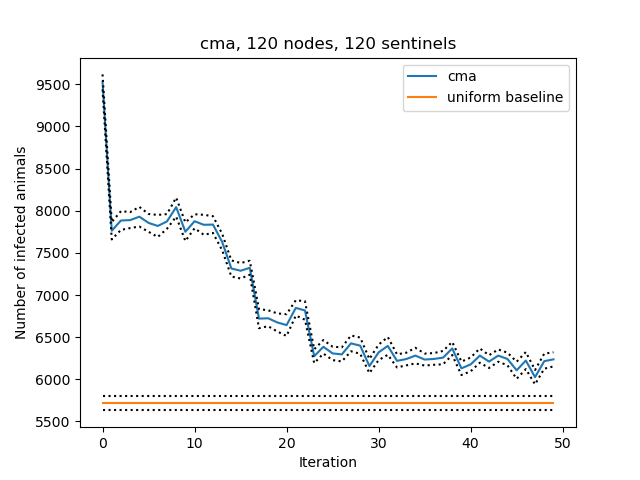 cma, 120 nodes, 120 sentinels
cma
uniform baseline
Number of infected animals
9500
9000
8500
8000
7500
7000
6500
6000
5500
0 10 20 30 40 50
Iteration